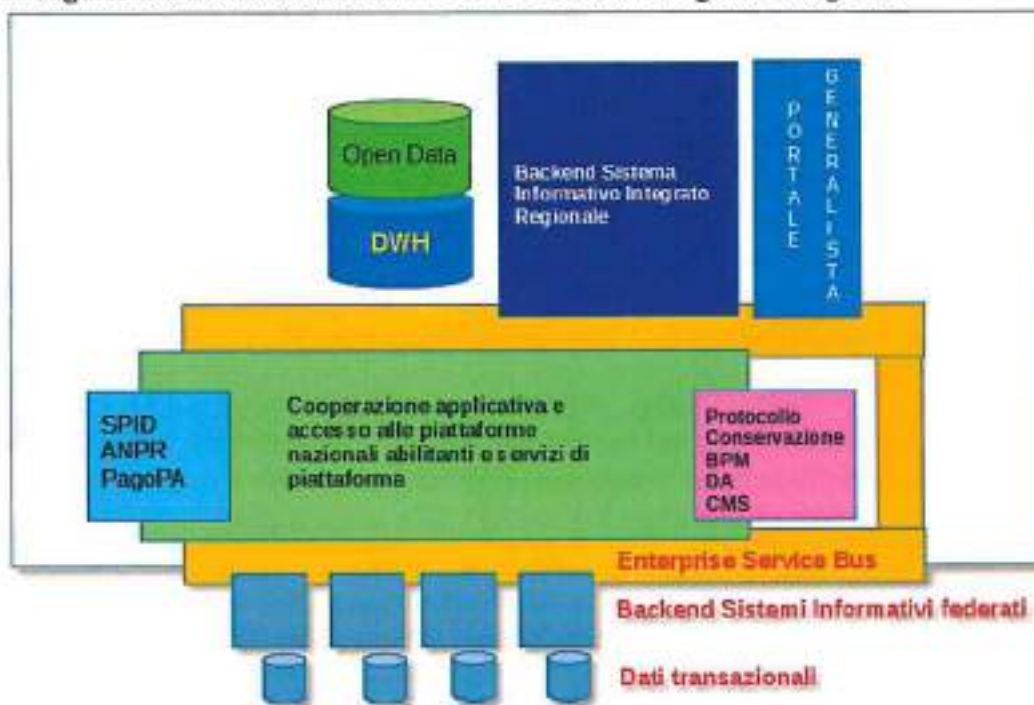 Open Data
DWH
Backend Sistema
Informativo Integrato
Regionale
PORTALE
GENERALISTA
SPID
ANPR
PagoPA
Cooperazione applicativa e
accesso alle piattaforme
nazionali abilitanti e servizi di
piattaforma
Protocollo
Conservazione
BPM
DA
CMS
Enterprise Service Bus
Backend Sistemi Informativi federati
Dati transazionali